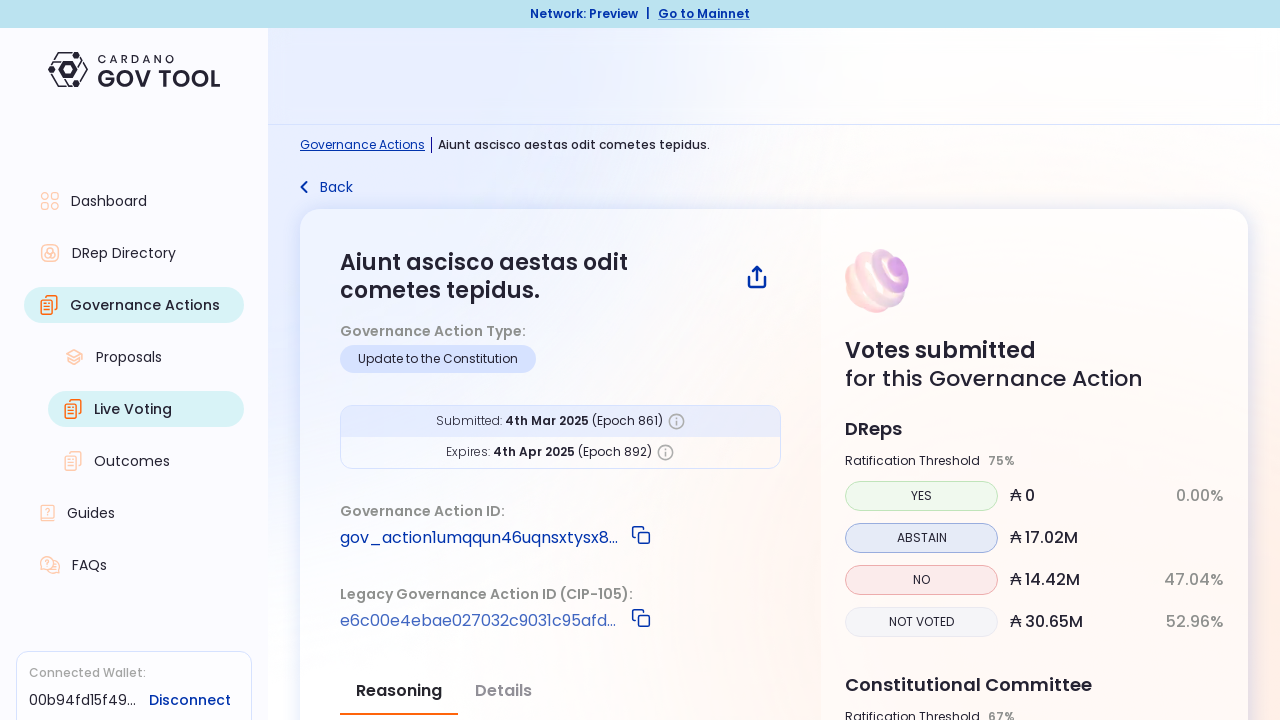 Network: Preview | Go to Mainnet
CARDANO
GOV TOOL
Dashboard
DRep Directory
Governance Actions
Proposals
Live Voting
Outcomes
Guides
FAQs
Connected Wallet:
00b94fd15f49... Disconnect
Governance Actions | Aiunt ascisco aestas odit cometes tepidus.
Back
Aiunt ascisco aestas odit
cometes tepidus.
Governance Action Type:
Update to the Constitution
Submitted: 4th Mar 2025 (Epoch 861)
Expires: 4th Apr 2025 (Epoch 892)
Governance Action ID:
gov_action1umqqun46uqnsxtysx8...
Legacy Governance Action ID (CIP-105):
e6c00e4ebae027032c9031c95afd...
Reasoning Details
Votes submitted
for this Governance Action
DReps
Ratification Threshold 75%
YES ₳ 0 0.00%
ABSTAIN ₳ 17.02M
NO ₳ 14.42M 47.04%
NOT VOTED ₳ 30.65M 52.96%
Constitutional Committee
Ratification Threshold 67%